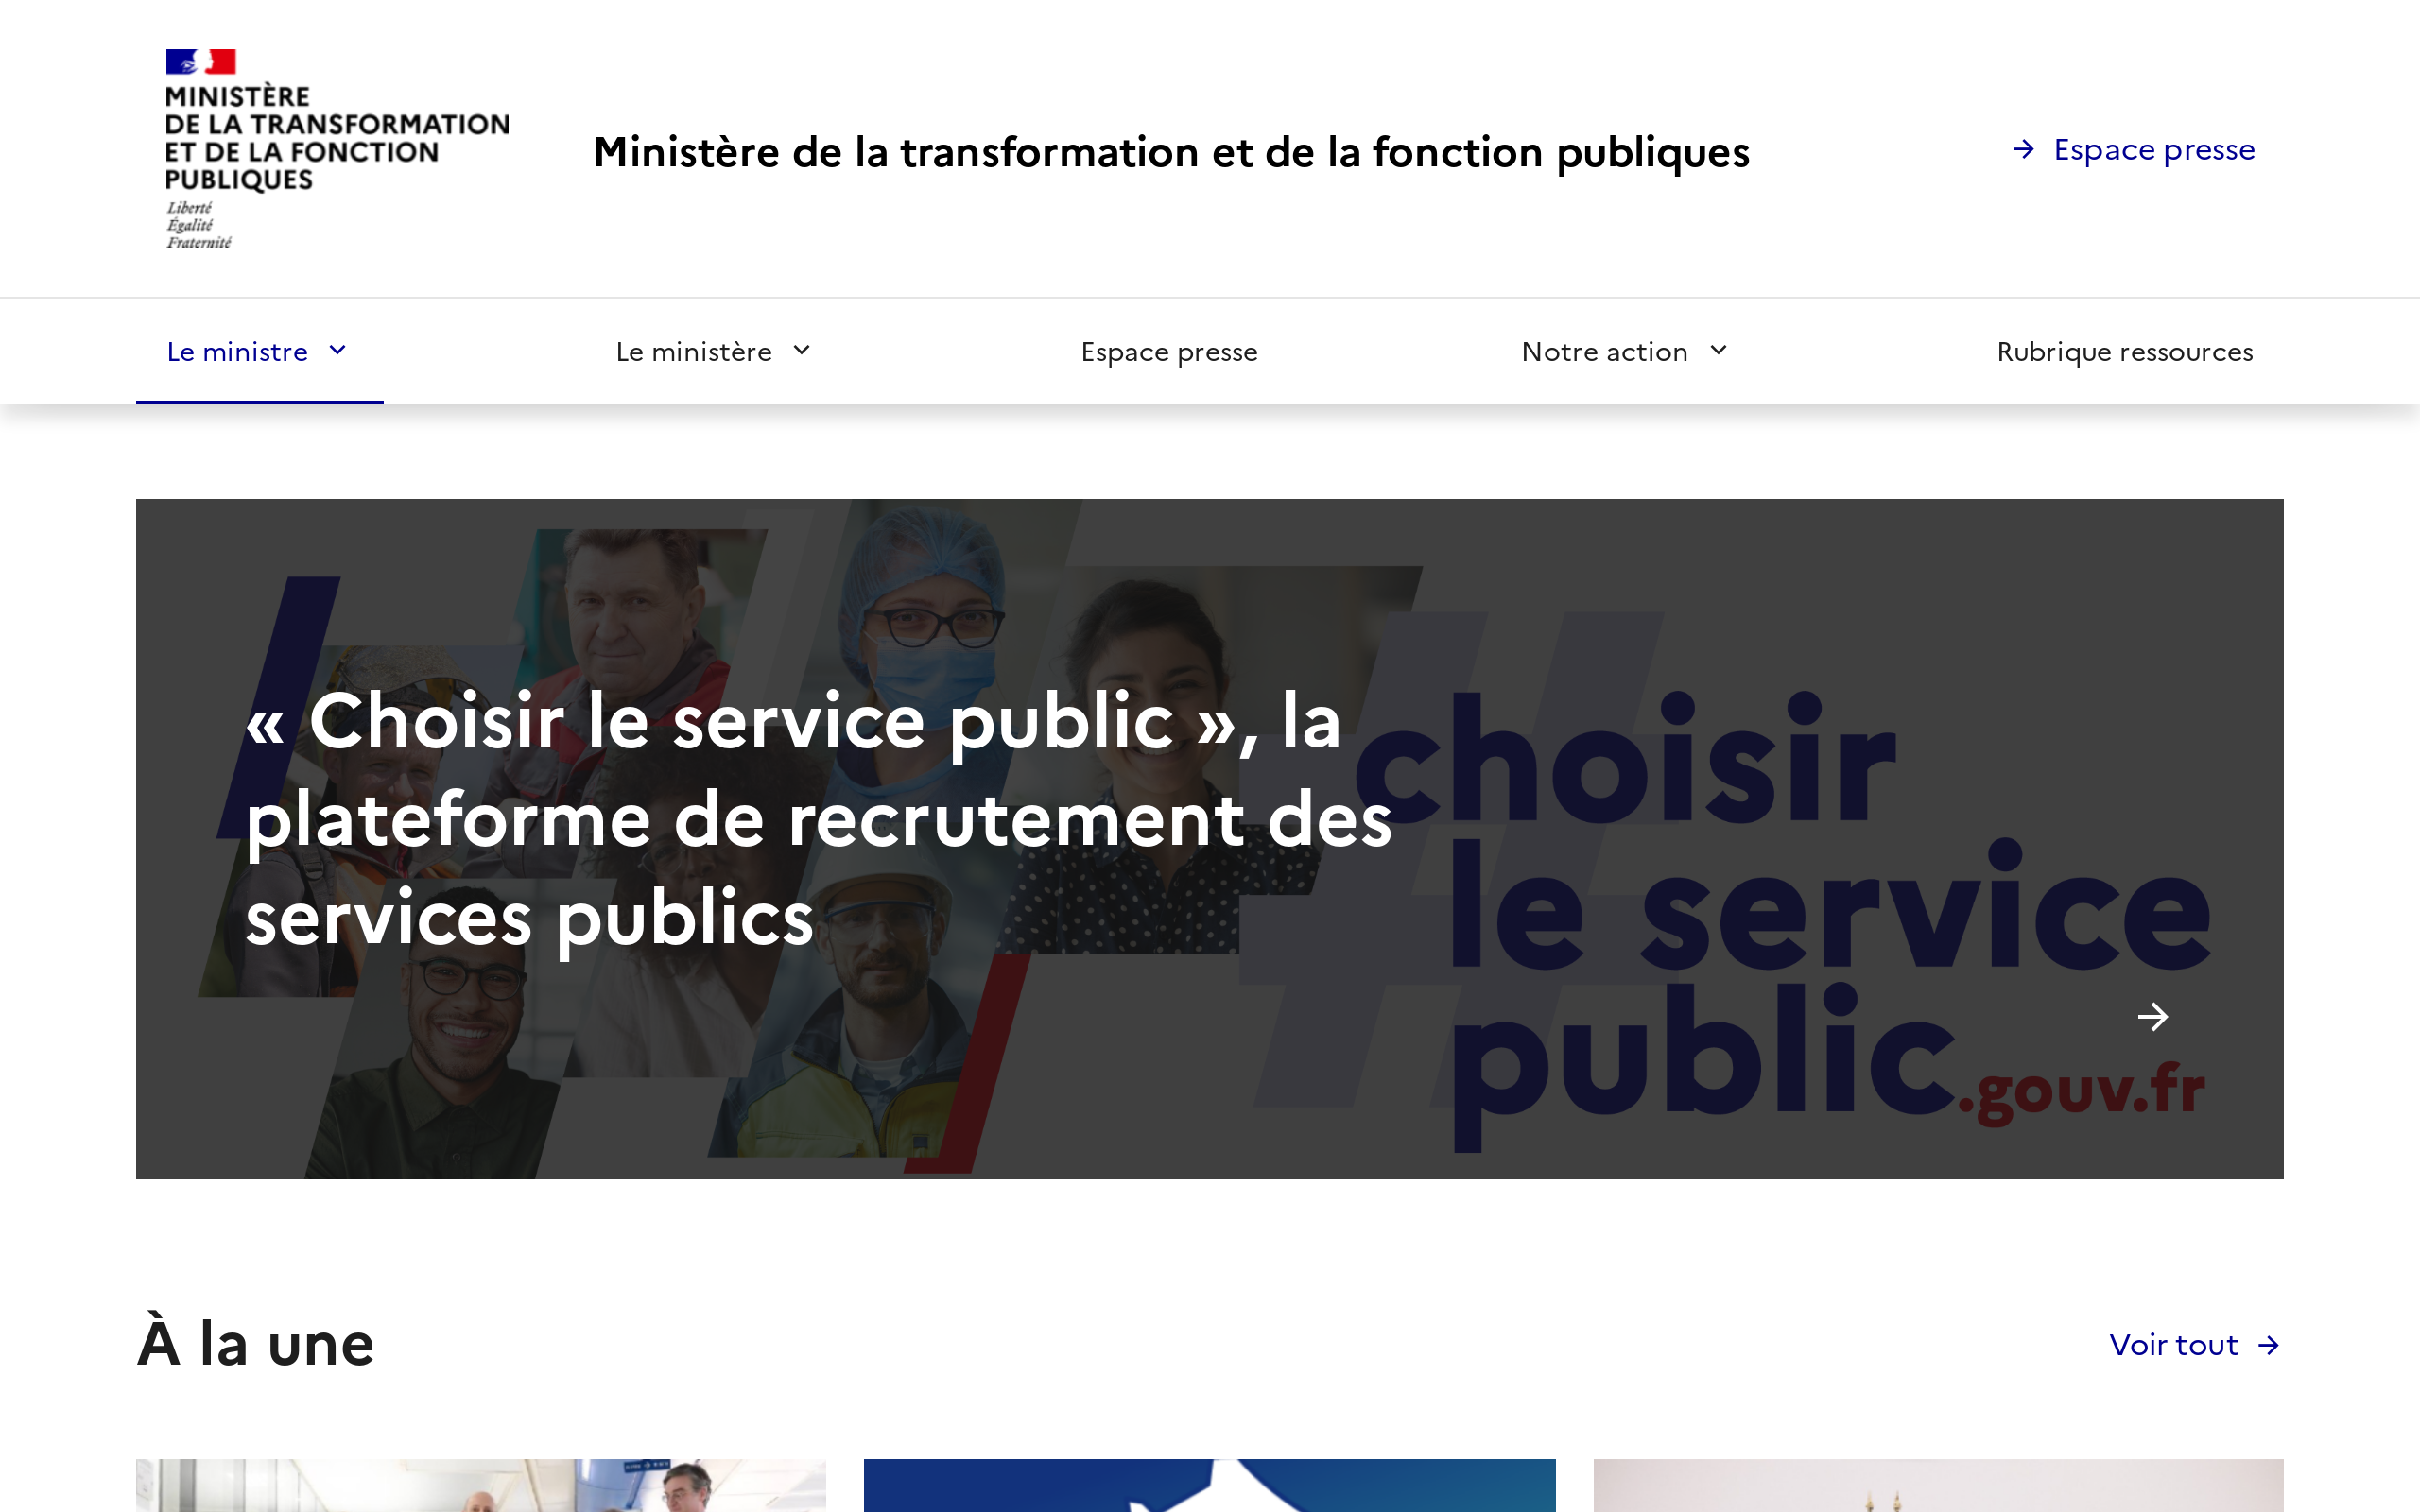 MINISTÈRE
DE LA TRANSFORMATION
ET DE LA FONCTION
PUBLIQUES
Liberté
Égalité
Fraternité
Ministère de la transformation et de la fonction publiques
Espace presse
Le ministre
Le ministère
Espace presse
Notre action
Rubrique ressources
« Choisir le service public », la
plateforme de recrutement des
services publics
choisir
le service
public.gouv.fr
À la une
Voir tout